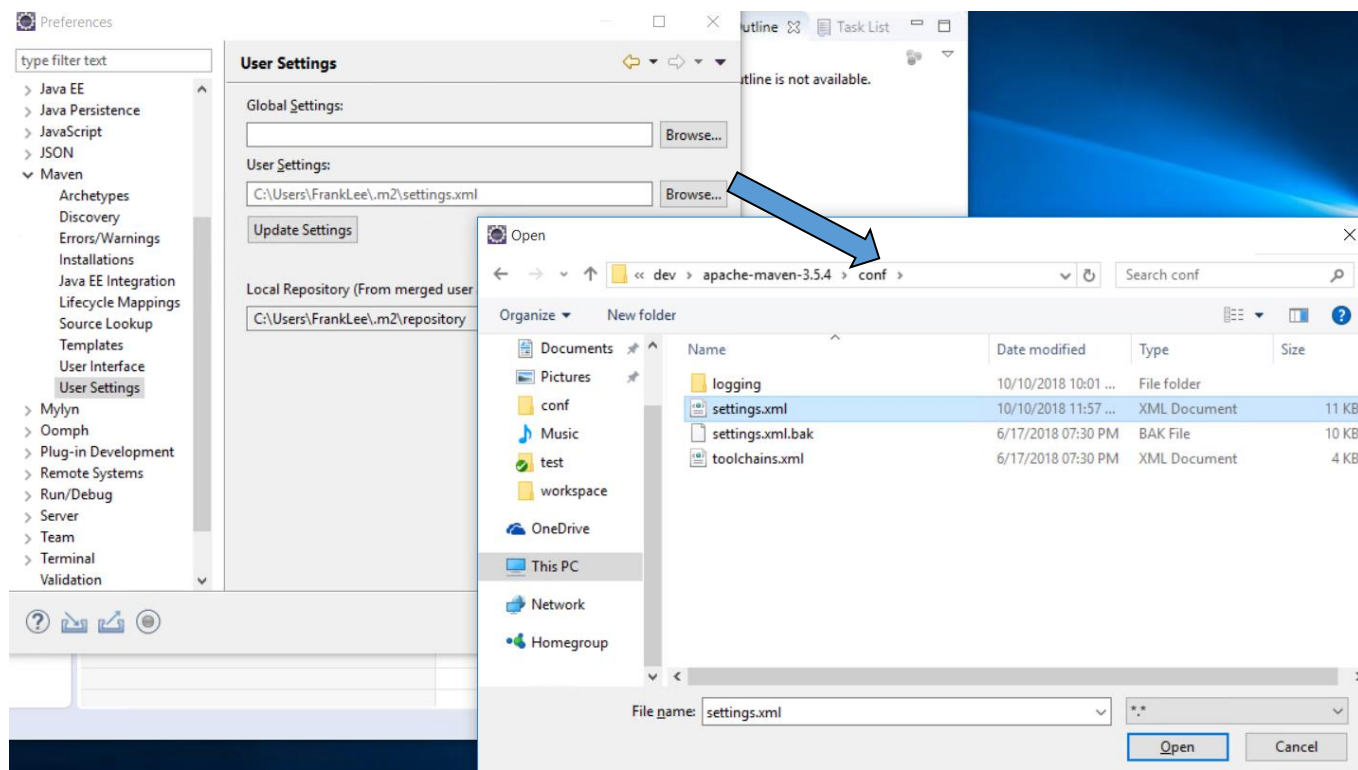 Preferences
type filter text
Java EE
Java Persistence
JavaScript
JSON
Maven
Archetypes
Discovery
Errors/Warnings
Installations
Java EE Integration
Lifecycle Mappings
Source Lookup
Templates
User Interface
User Settings
Mylyn
Oomph
Plug-in Development
Remote Systems
Run/Debug
Server
Team
Terminal
Validation
User Settings
Global Settings:
Browse...
User Settings:
C:\Users\FrankLee\.m2\settings.xml
Browse...
Update Settings
Local Repository (From merged user
C:\Users\FrankLee\.m2\repository
utline Task List
utline is not available.
Open
« dev > apache-maven-3.5.4 > conf >
Search conf
Organize New folder
Documents
Pictures
conf
Music
test
workspace
OneDrive
This PC
Network
Homegroup
Name Date modified Type Size
logging 10/10/2018 10:01 ... File folder
settings.xml 10/10/2018 11:57 ... XML Document 11 KB
settings.xml.bak 6/17/2018 07:30 PM BAK File 10 KB
toolchains.xml 6/17/2018 07:30 PM XML Document 4 KB
File name: settings.xml
*.*
Open Cancel